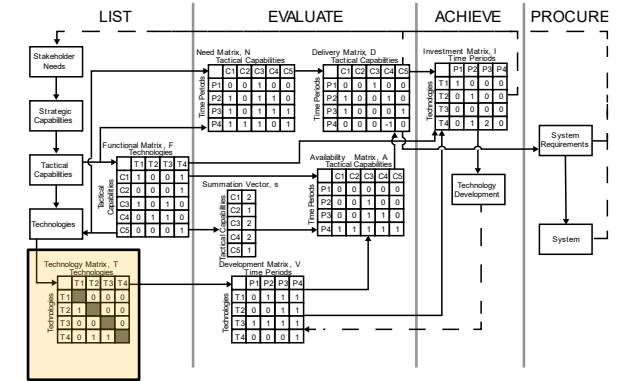 LIST
EVALUATE
ACHIEVE
PROCURE
Stakeholder
Needs
Strategic
Capabilities
Tactical
Capabilities
Technologies
Need Matrix, N
Tactical Capabilities
Time Periods
C1 C2 C3 C4 C5
P1 0 0 1 0 0
P2 1 0 1 1 0
P3 1 0 1 0 1
P4 1 1 1 0 1
Delivery Matrix, D
Tactical Capabilities
Time Periods
C1 C2 C3 C4 C5
P1 0 0 1 0 0
P4 0 0 0 -1 0
Investment Matrix, I
Time Periods
Technologies
P1 P2 P3 P4
T1 1 0 0 0
T2 0 1 0 0
T3 0 0 1 0
T4 0 1 2 0
Functional Matrix, F
Technologies
Tactical
Capabilities
T1 T2 T3 T4
C1 1 0 0 1
C2 0 0 0 1
C3 0 1 0 1
C4 0 1 1 0
C5 0 0 0 1
Summation Vector, s
Tactical Capabilities
C1 2
C2 1
C3 2
C4 2
C5 1
Availability Matrix, A
Tactical Capabilities
Time Periods
C1 C2 C3 C4 C5
P1 0 0 0 0 0
P2 0 0 1 0 0
P3 0 0 1 0 0
P4 1 1 1 1 1
System
Requirements
Technology
Development
System
Technology Matrix, T
Technologies
Technologies
T1 T2 T3 T4
T1 0 0 0
T2 1 0 0
T3 0 0 0
T4 0 1 1
Development Matrix, V
Time Periods
Technologies
P1 P2 P3 P4
T1 0 1 1 1
T2 0 0 1 1
T3 0 1 1 1
T4 0 0 1 1